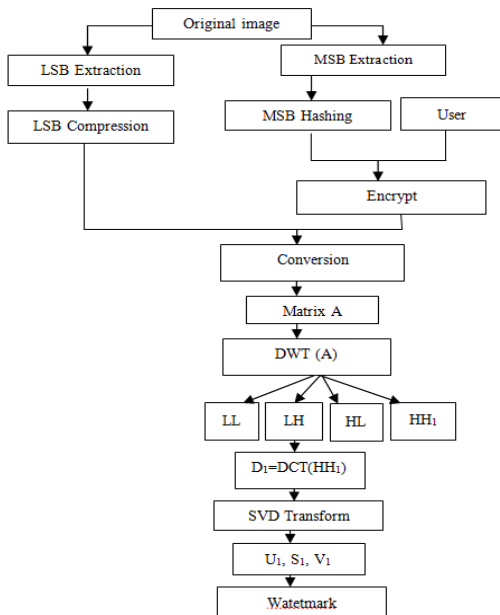 Original image
LSB Extraction
MSB Extraction
LSB Compression
MSB Hashing
User
Encrypt
Conversion
Matrix A
DWT (A)
LL
LH
HL
HH₁
D₁=DCT(HH₁)
SVD Transform
U₁, S₁, V₁
Watetmark